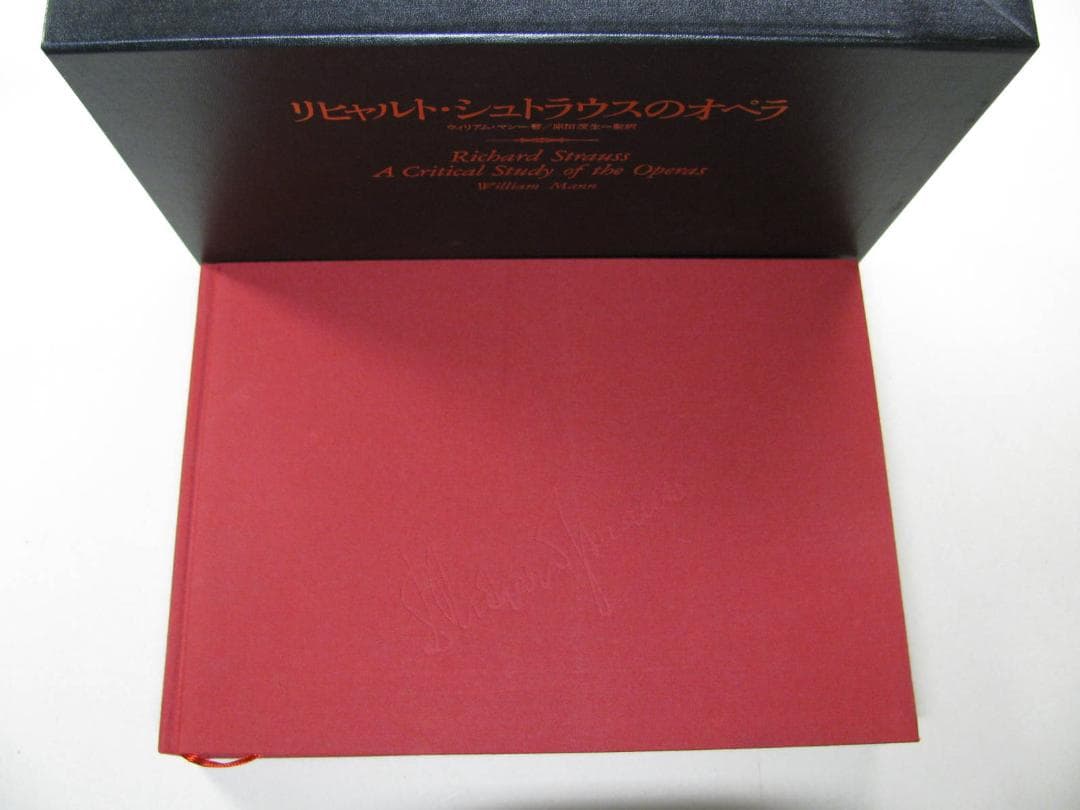 リヒャルト・シュトラウスのオペラ
ウィリアム・マン一著／原田茂生一監訳
Richard Strauss
A Critical Study of the Operas
William Mann